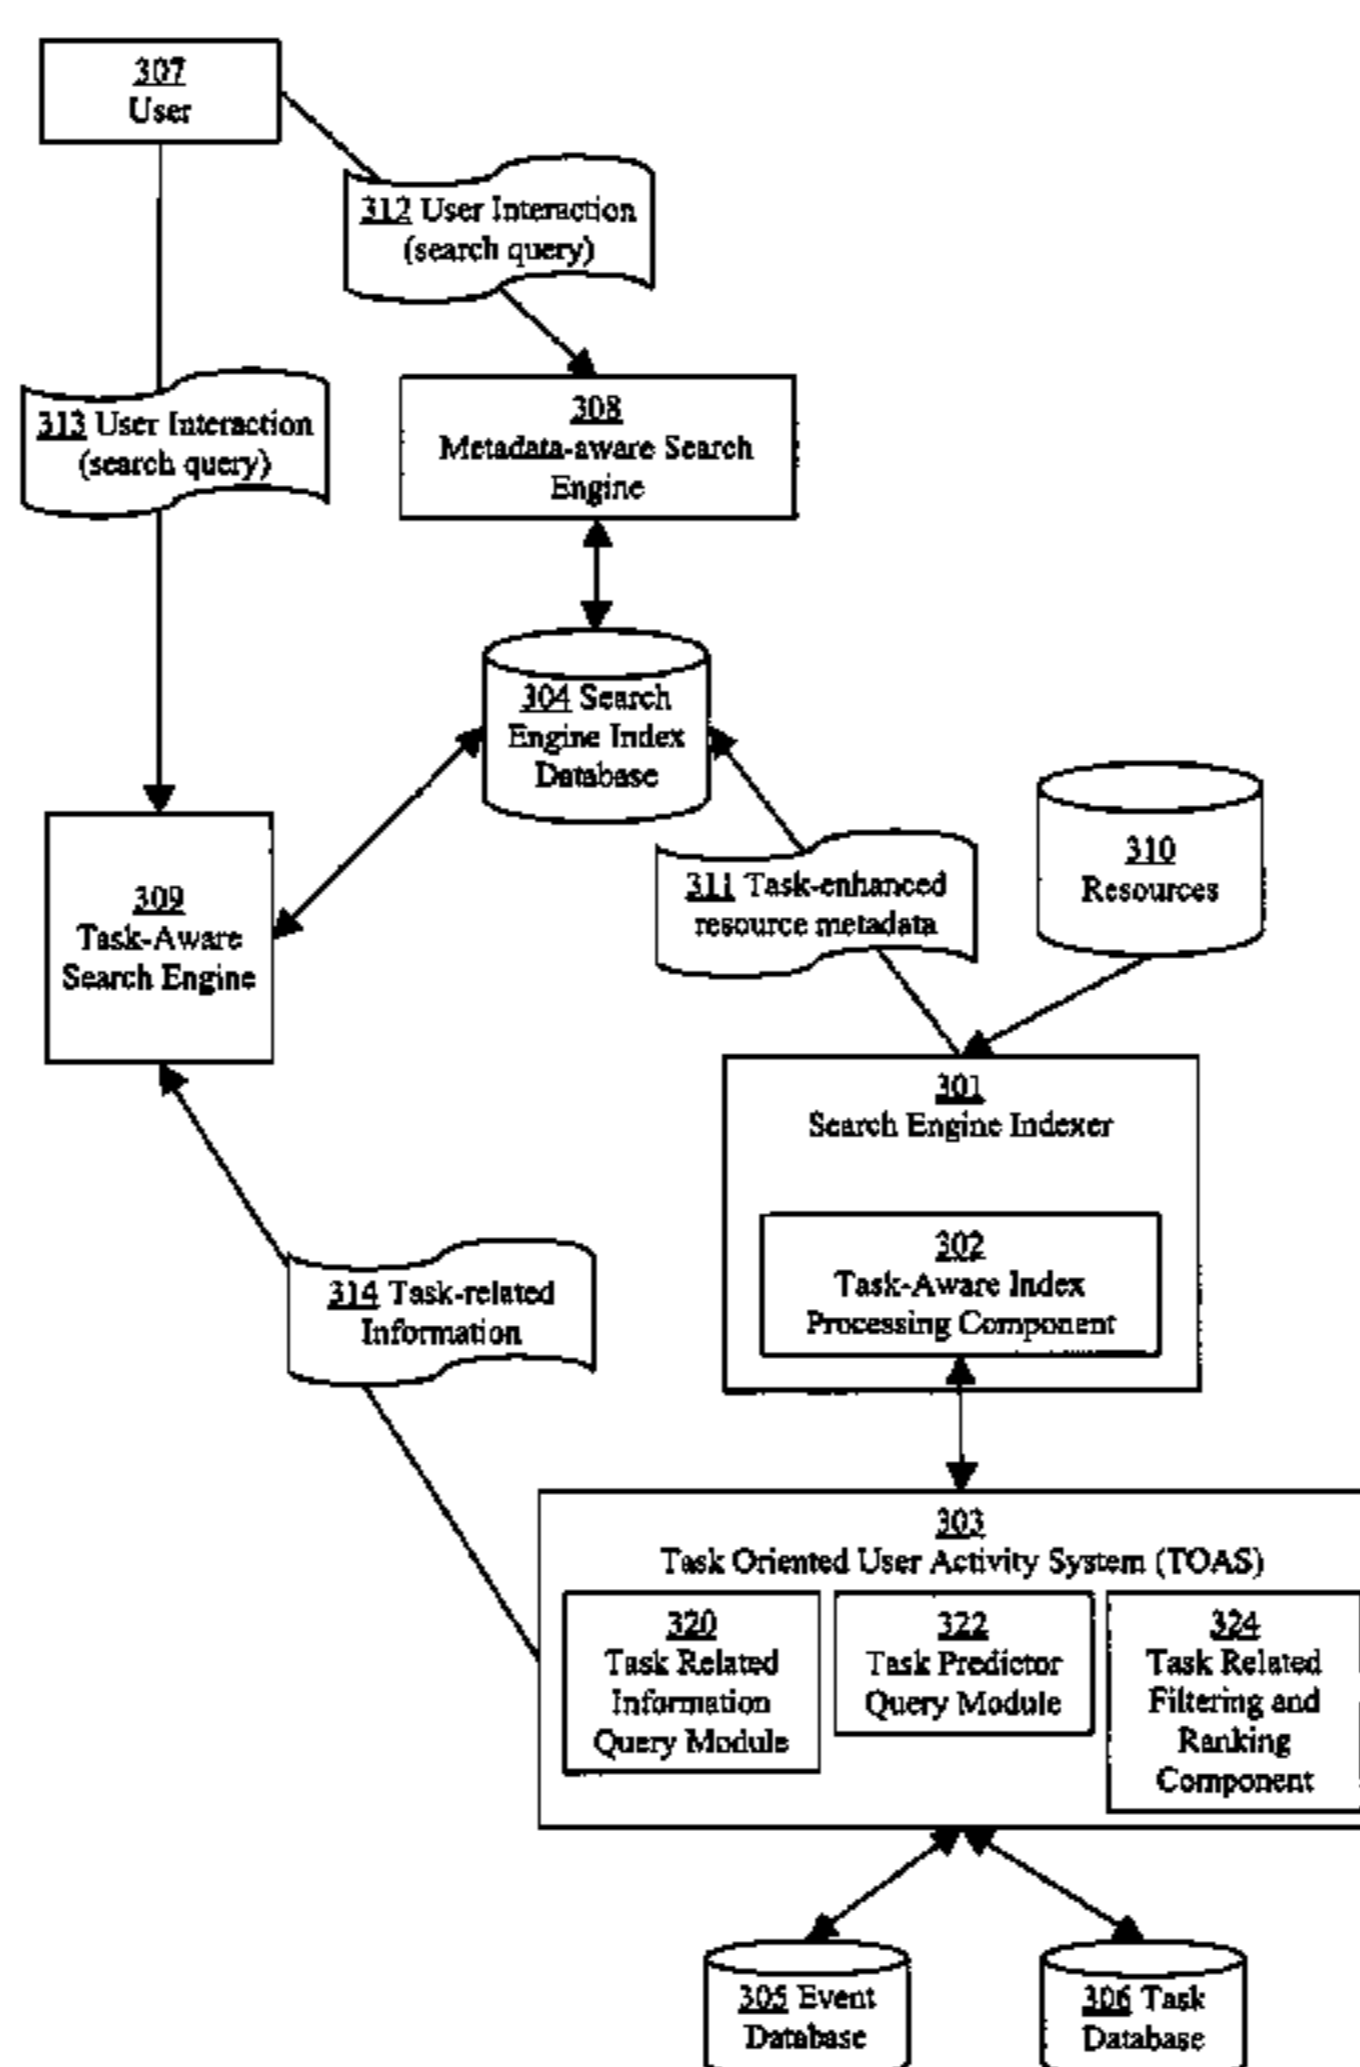 307
User
312 User Interaction
(search query)
313 User Interaction
(search query)
308
Metadata-aware Search
Engine
304 Search
Engine Index
Database
309
Task-Aware
Search Engine
311 Task-enhanced
resource metadata
310
Resources
301
Search Engine Indexer
302
Task-Aware Index
Processing Component
314 Task-related
Information
303
Task Oriented User Activity System (TOAS)
320
Task Related
Information
Query Module
322
Task Predictor
Query Module
324
Task Related
Filtering and
Ranking
Component
305 Event
Database
306 Task
Database